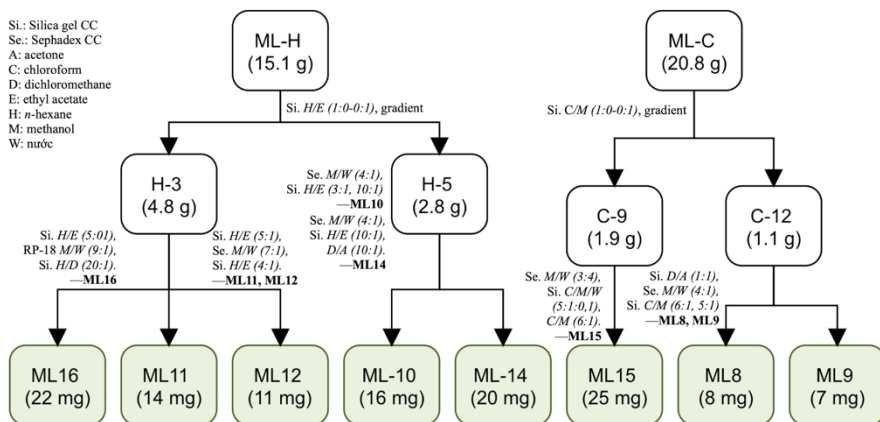 Si.: Silica gel CC
Se.: Sephadex CC
A: acetone
C: chloroform
D: dichloromethane
E: ethyl acetate
H: n-hexane
M: methanol
W: nước
ML-H
(15.1 g)
ML-C
(20.8 g)
Si. H/E (1:0-0:1), gradient
Si. C/M (1:0-0:1), gradient
H-3
(4.8 g)
H-5
(2.8 g)
C-9
(1.9 g)
C-12
(1.1 g)
Si. H/E (5:01),
RP-18 M/W (9:1),
Si. H/D (20:1).
—ML16
Si. H/E (5:1),
Se. M/W (7:1),
Si. H/E (4:1).
—ML11, ML12
Se. M/W (4:1),
Si. H/E (3:1, 10:1)
—ML10
Se. M/W (4:1),
Si. H/E (10:1),
D/A (10:1).
—ML14
Se. M/W (3:4),
Si. C/M/W
(5:1:0,1),
C/M (6:1).
—ML15
Si. D/A (1:1),
Se. M/W (4:1),
Si. C/M (6:1, 5:1)
—ML8, ML9
ML16
(22 mg)
ML11
(14 mg)
ML12
(11 mg)
ML-10
(16 mg)
ML-14
(20 mg)
ML15
(25 mg)
ML8
(8 mg)
ML9
(7 mg)